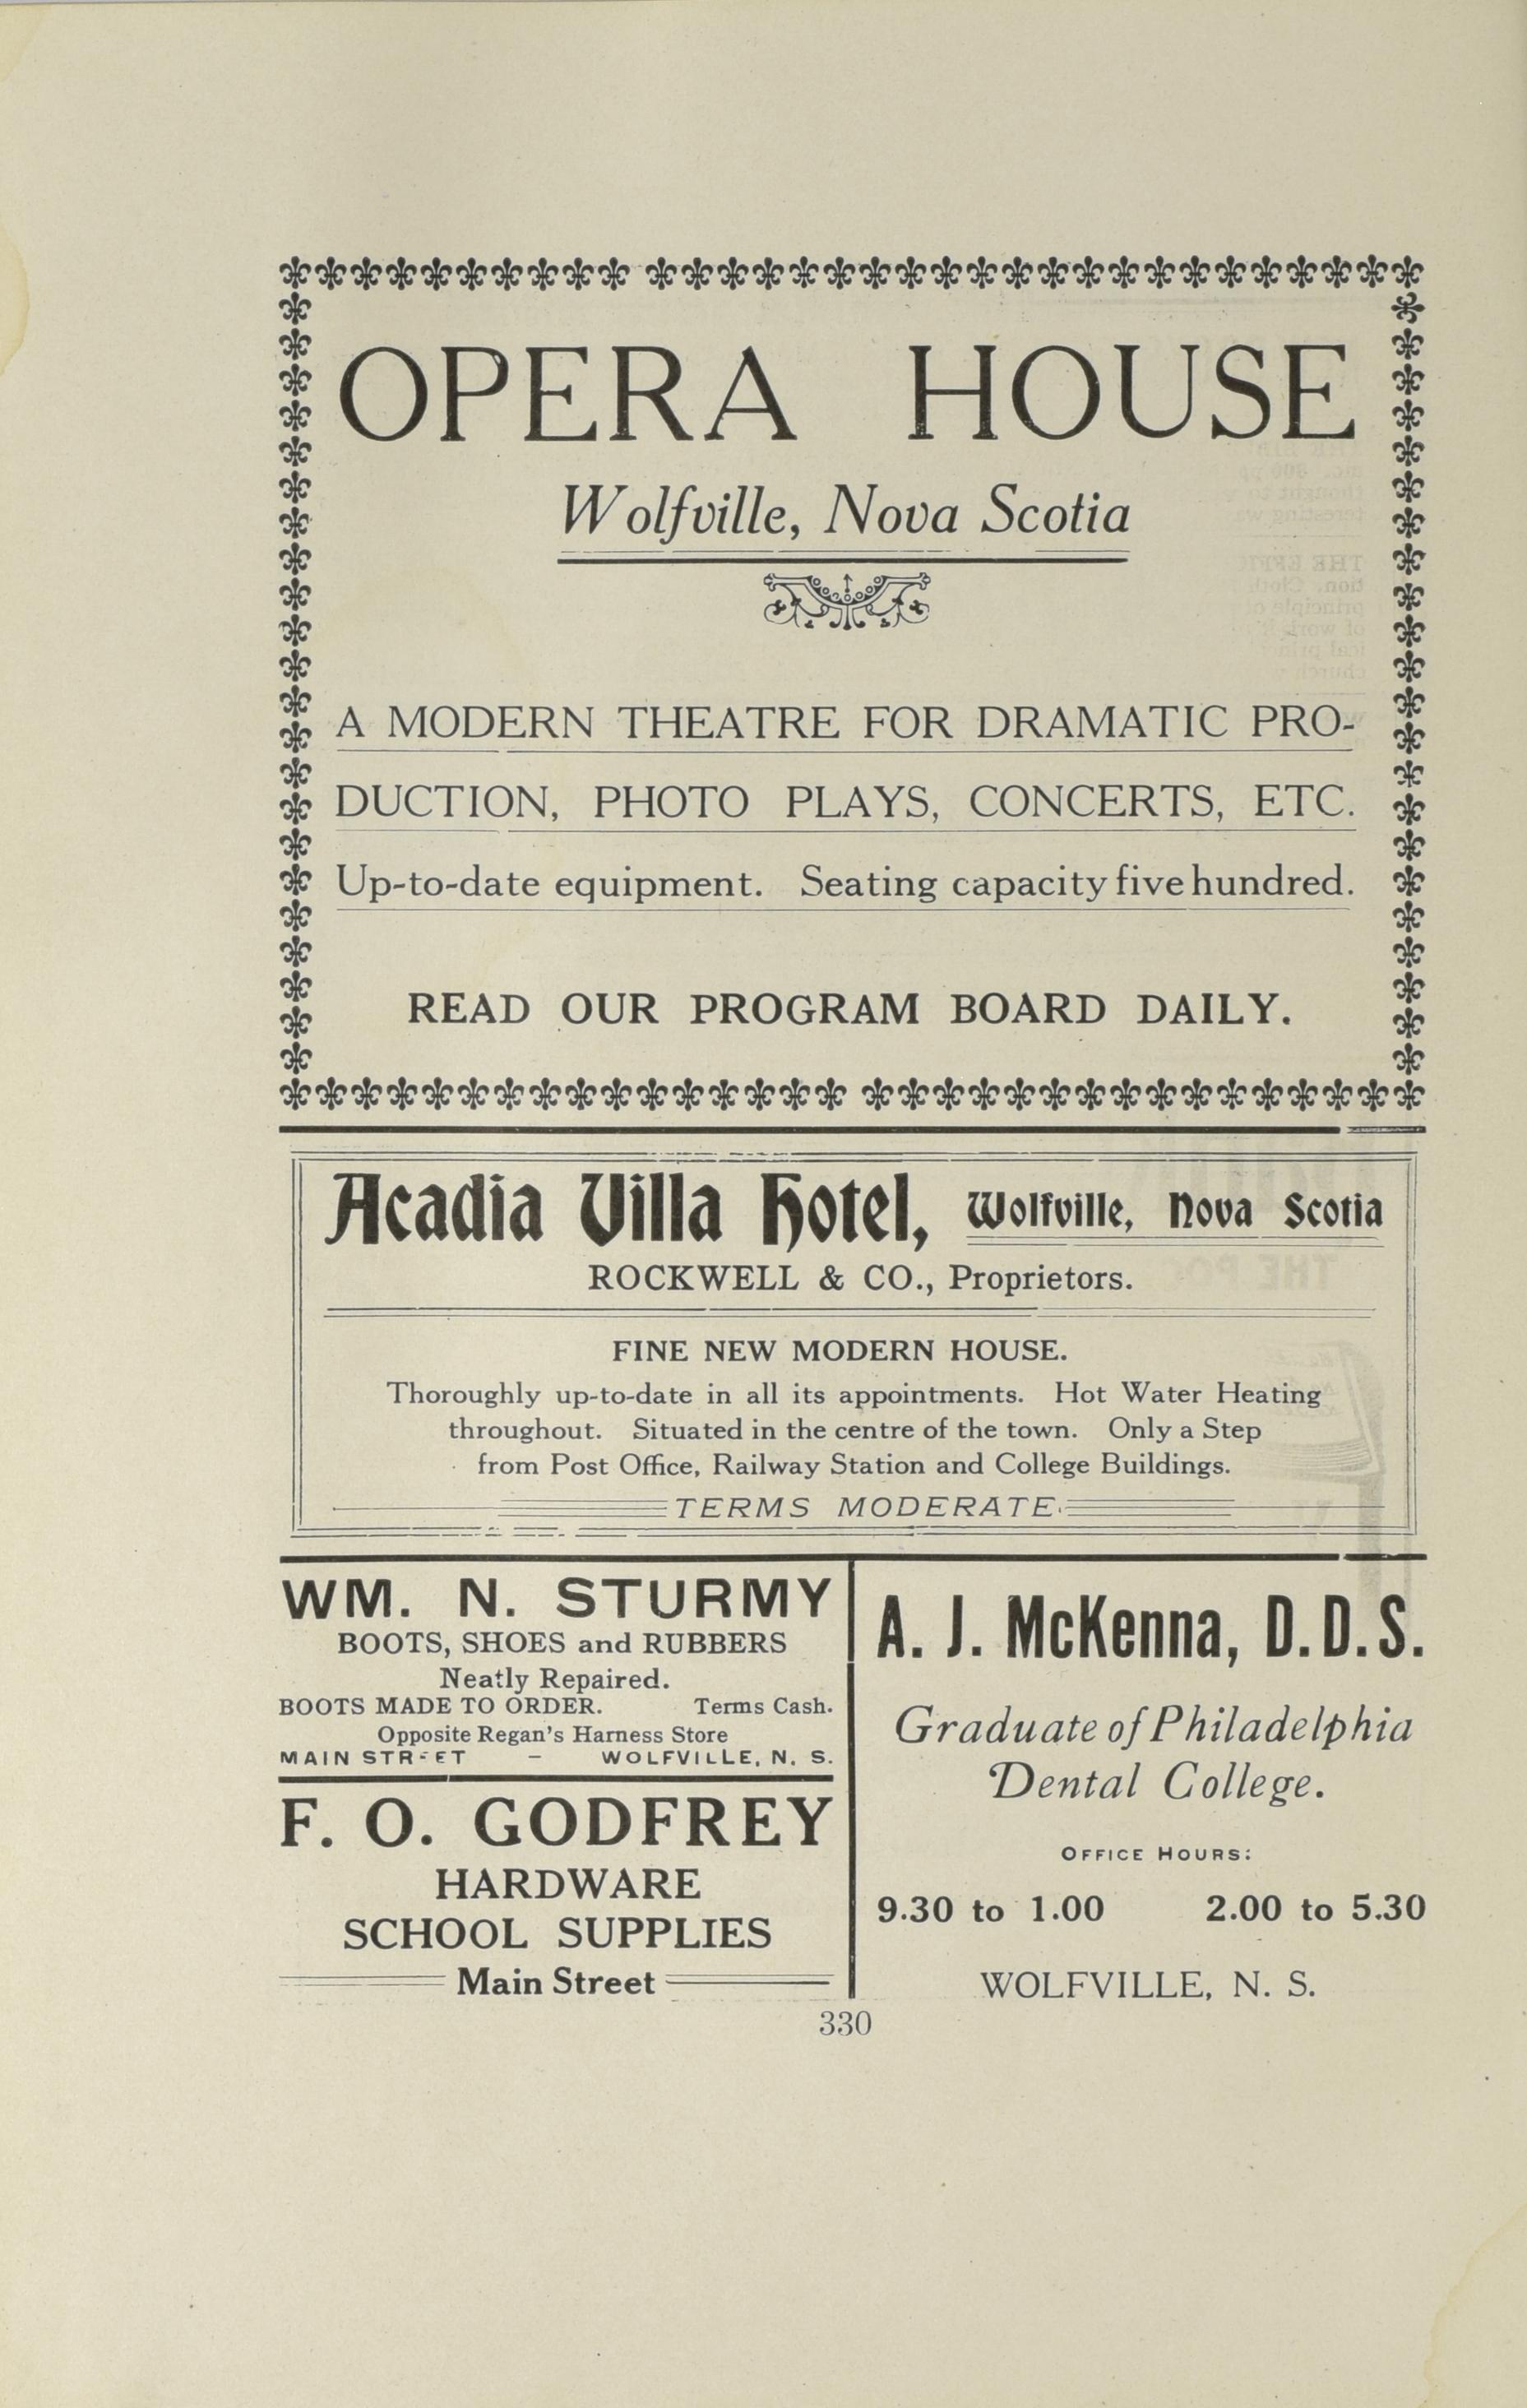 OPERA HOUSE
Wolfville, Nova Scotia
A MODERN THEATRE FOR DRAMATIC PRO-
DUCTION, PHOTO PLAYS, CONCERTS, ETC.
Up-to-date equipment. Seating capacity five hundred.
READ OUR PROGRAM BOARD DAILY.
Acadia Villa Hotel, Wolfville, Nova Scotia
ROCKWELL & CO., Proprietors.
FINE NEW MODERN HOUSE.
Thoroughly up-to-date in all its appointments. Hot Water Heating
throughout. Situated in the centre of the town. Only a Step
from Post Office, Railway Station and College Buildings.
TERMS MODERATE.
WM. N. STURMY
BOOTS, SHOES and RUBBERS
Neatly Repaired.
BOOTS MADE TO ORDER. Terms Cash.
Opposite Regan's Harness Store
MAIN STREET - WOLFVILLE, N. S.
F. O. GODFREY
HARDWARE
SCHOOL SUPPLIES
Main Street
A. J. McKenna, D.D.S.
Graduate of Philadelphia
Dental College.
OFFICE HOURS:
9.30 to 1.00 2.00 to 5.30
WOLFVILLE, N. S.
330